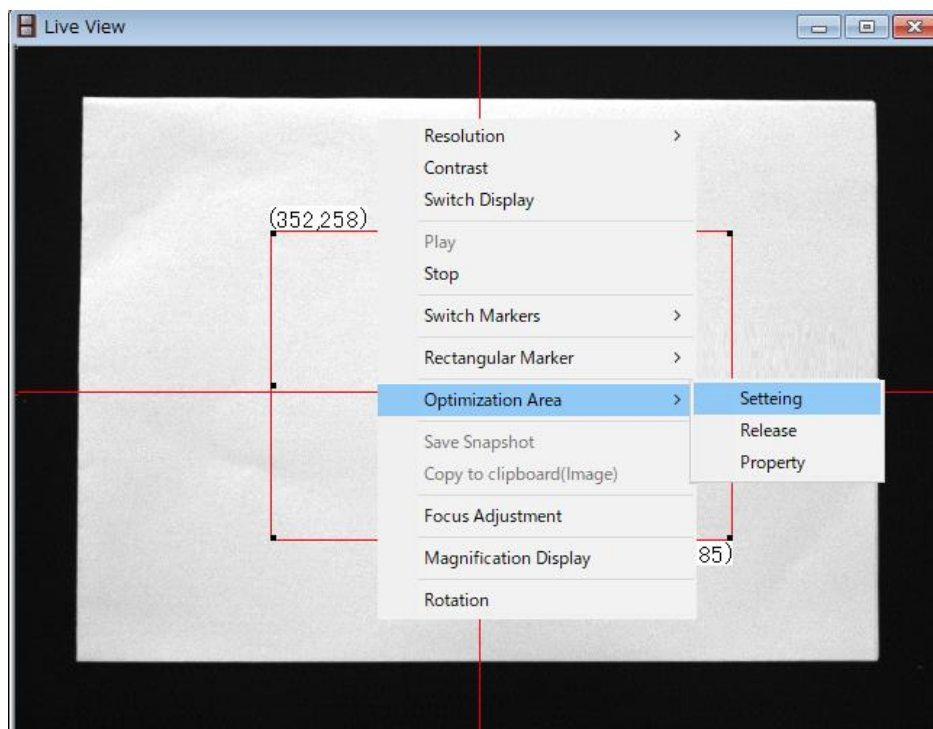 Live View
(352,258)
Resolution
Contrast
Switch Display
Play
Stop
Switch Markers
Rectangular Marker
Optimization Area
Setteing
Release
Property
Save Snapshot
Copy to clipboard(Image)
Focus Adjustment
Magnification Display
85)
Rotation